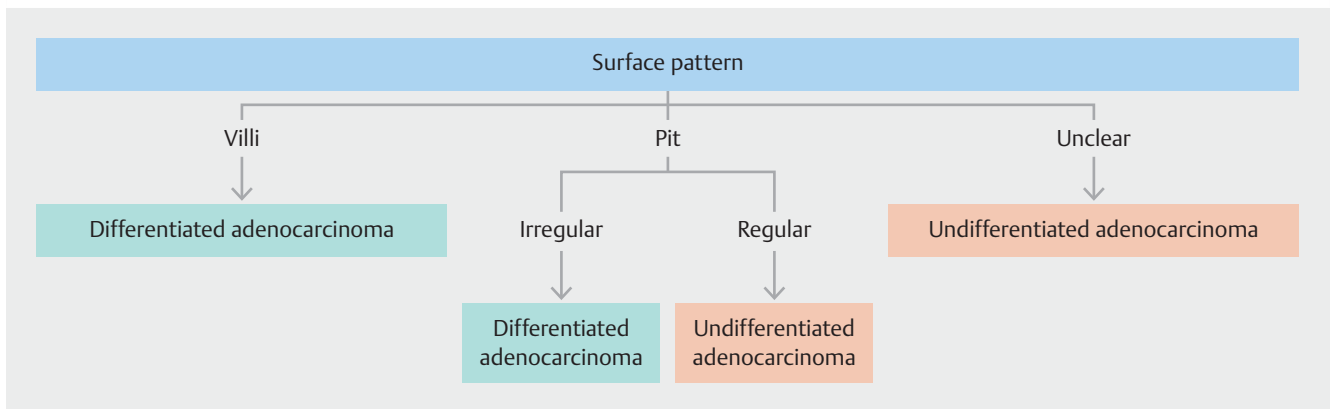 Surface pattern
Villi
Pit
Unclear
Differentiated adenocarcinoma
Irregular
Regular
Undifferentiated adenocarcinoma
Differentiated
adenocarcinoma
Undifferentiated
adenocarcinoma